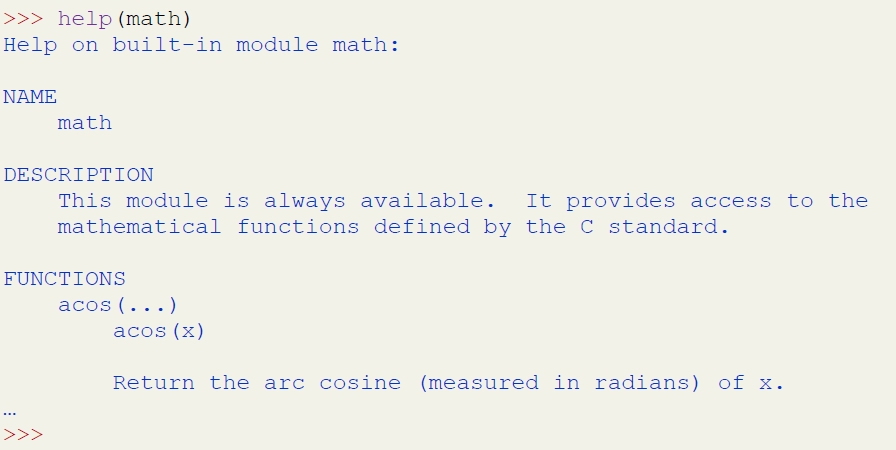 >>> help(math)
Help on built-in module math:
NAME
math
DESCRIPTION
This module is always available.  It provides access to the
mathematical functions defined by the C standard.
FUNCTIONS
acos(...)
acos(x)
Return the arc cosine (measured in radians) of x.
…
>>>